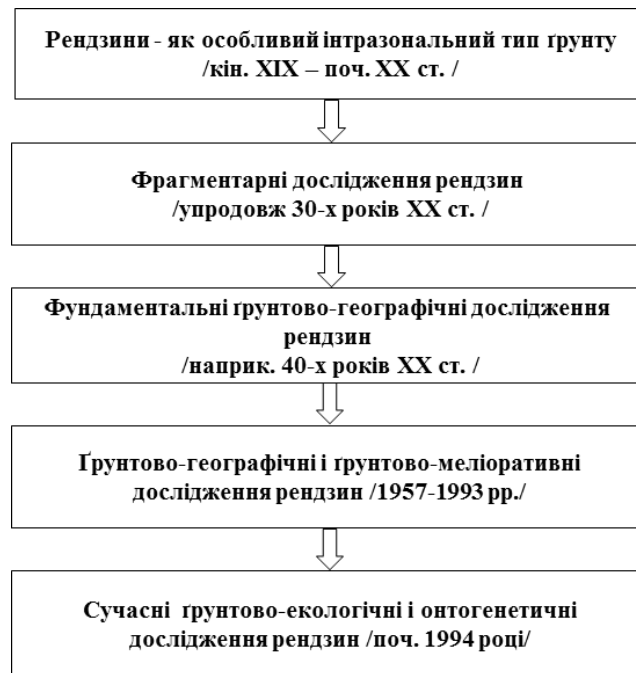 Рендзини - як особливий інтразональний тип ґрунту
/кін. XIX – поч. XX ст. /
Фрагментарні дослідження рендзин
/упродовж 30-х років XX ст. /
Фундаментальні ґрунтово-географічні дослідження
рендзин
/наприк. 40-х років XX ст. /
Ґрунтово-географічні і ґрунтово-меліоративні
дослідження рендзин /1957-1993 рр./
Сучасні ґрунтово-екологічні і онтогенетичні
дослідження рендзин /поч. 1994 році/